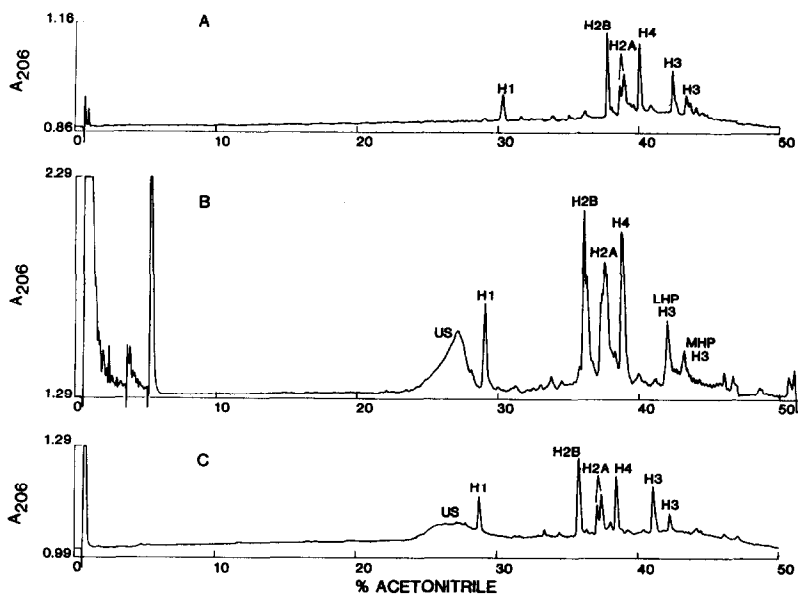 A
1.16
A206
0.86
H1
H2B
H2A
H4
H3
H3
0 10 20 30 40 50
B
2.29
A206
1.29
US
H1
H2B
H2A
H4
LHP
H3
MHP
H3
0 10 20 30 40 50
C
1.29
A206
0.99
US
H1
H2B
H2A
H4
H3
H3
0 10 20 30 40 50
% ACETONITRILE